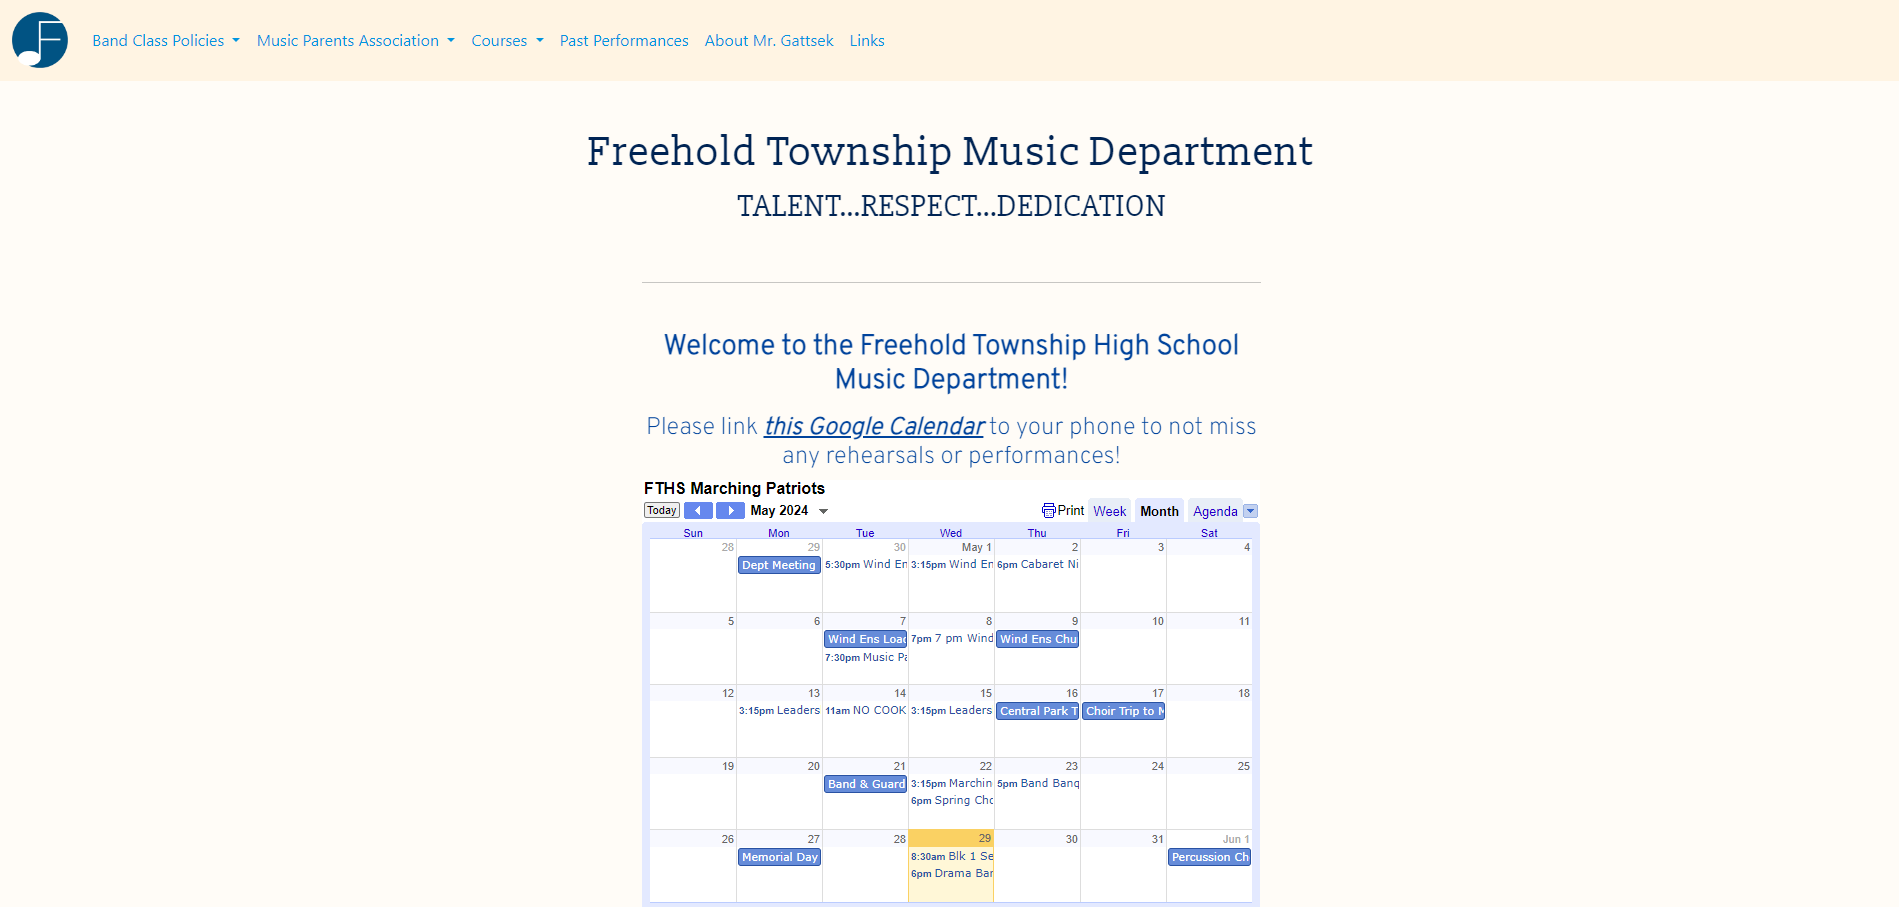 Band Class Policies Music Parents Association Courses Past Performances About Mr. Gattsek Links
Freehold Township Music Department
TALENT...RESPECT...DEDICATION
Welcome to the Freehold Township High School
Music Department!
Please link this Google Calendar to your phone to not miss
any rehearsals or performances!
FTHS Marching Patriots
Today May 2024 Print Week Month Agenda
Sun Mon Tue Wed Thu Fri Sat
28 29 30 May 1 2 3 4
Dept Meeting 5:30pm Wind En 3:15pm Wind En 6pm Cabaret Ni
5 6 7 8 9 10 11
Wind Ens Load 7pm 7 pm Wind Wind Ens Chu
7:30pm Music Pa
12 13 14 15 16 17 18
3:15pm Leaders 11am NO COOK 3:15pm Leaders Central Park T Choir Trip to M
19 20 21 22 23 24 25
Band & Guard 3:15pm Marchin 5pm Band Banq
6pm Spring Cho
26 27 28 29 30 31 Jun 1
Memorial Day 8:30am Blk 1 Se Percussion Ch
6pm Drama Ban